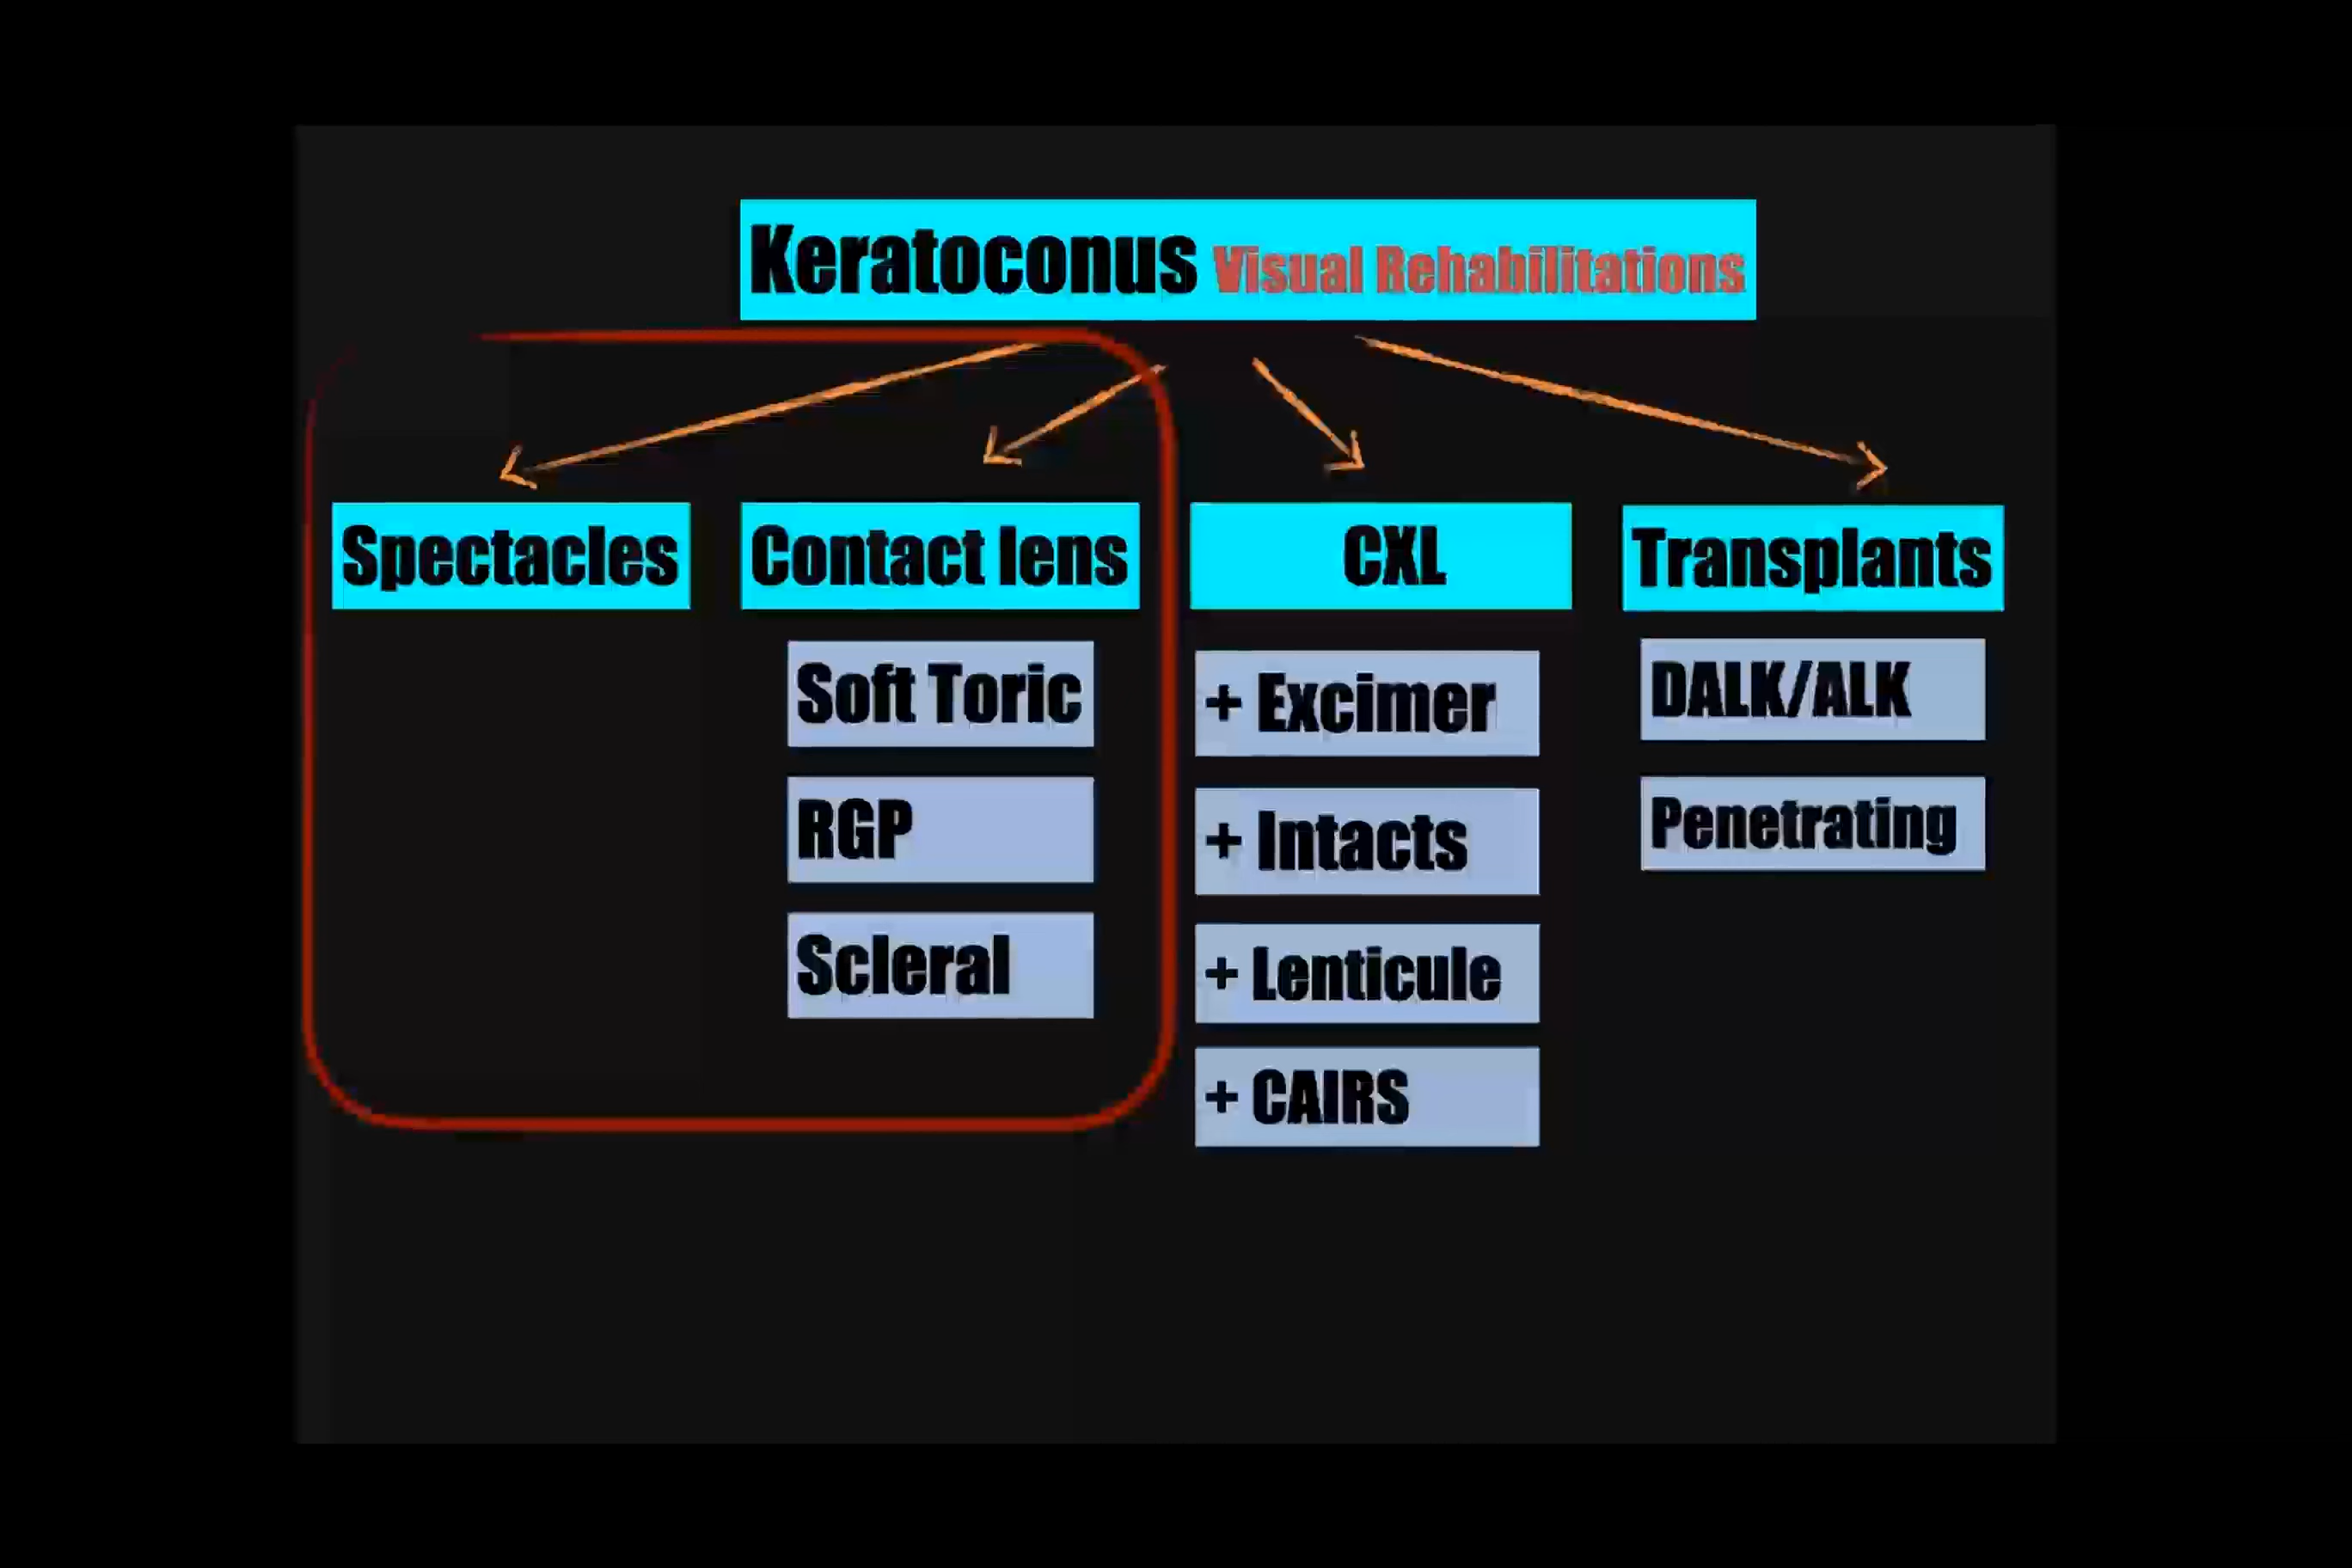 Keratoconus Visual Rehabilitations
Spectacles
Contact lens
Soft Toric
RGP
Scleral
CXL
+ Excimer
+ Intacts
+ Lenticule
+ CAIRS
Transplants
DALK/ALK
Penetrating